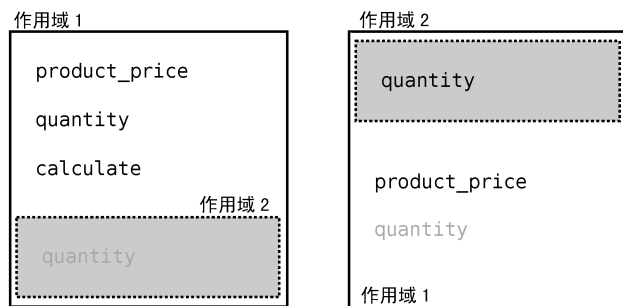 作用域 1
product_price
quantity
calculate
作用域 2
quantity
作用域 2
quantity
product_price
quantity
作用域 1